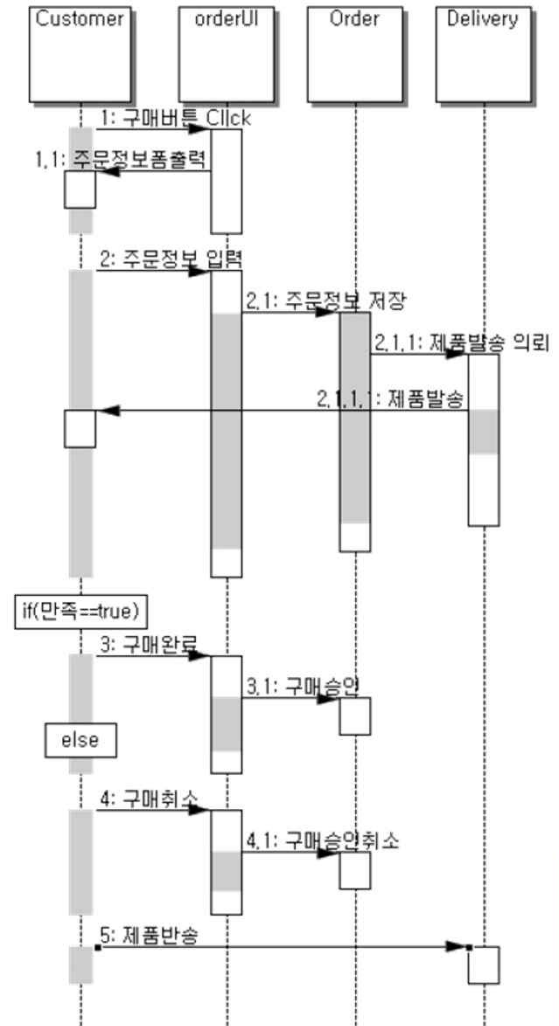 Customer
orderUI
Order
Delivery
1: 구매버튼 Click
1.1: 주문정보폼출력
2: 주문정보 입력
2.1: 주문정보 저장
2.1.1: 제품발송 의뢰
2.1.1.1: 제품발송
if(만족==true)
3: 구매완료
3.1: 구매승인
else
4: 구매취소
4.1: 구매승인취소
5: 제품반송